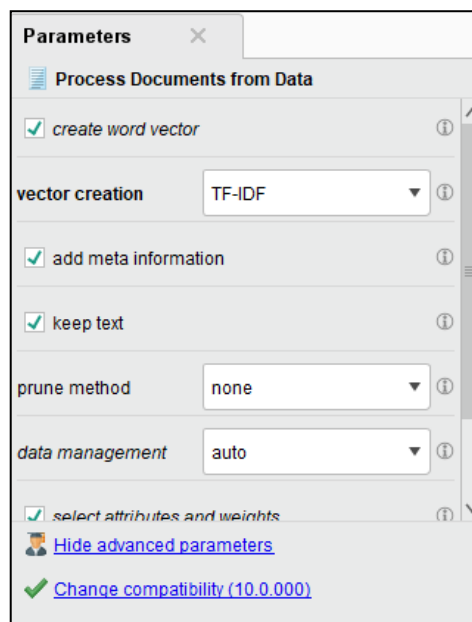 Parameters
Process Documents from Data
create word vector
vector creation TF-IDF
add meta information
keep text
prune method none
data management auto
select attributes and weights
Hide advanced parameters
Change compatibility (10.0.000)